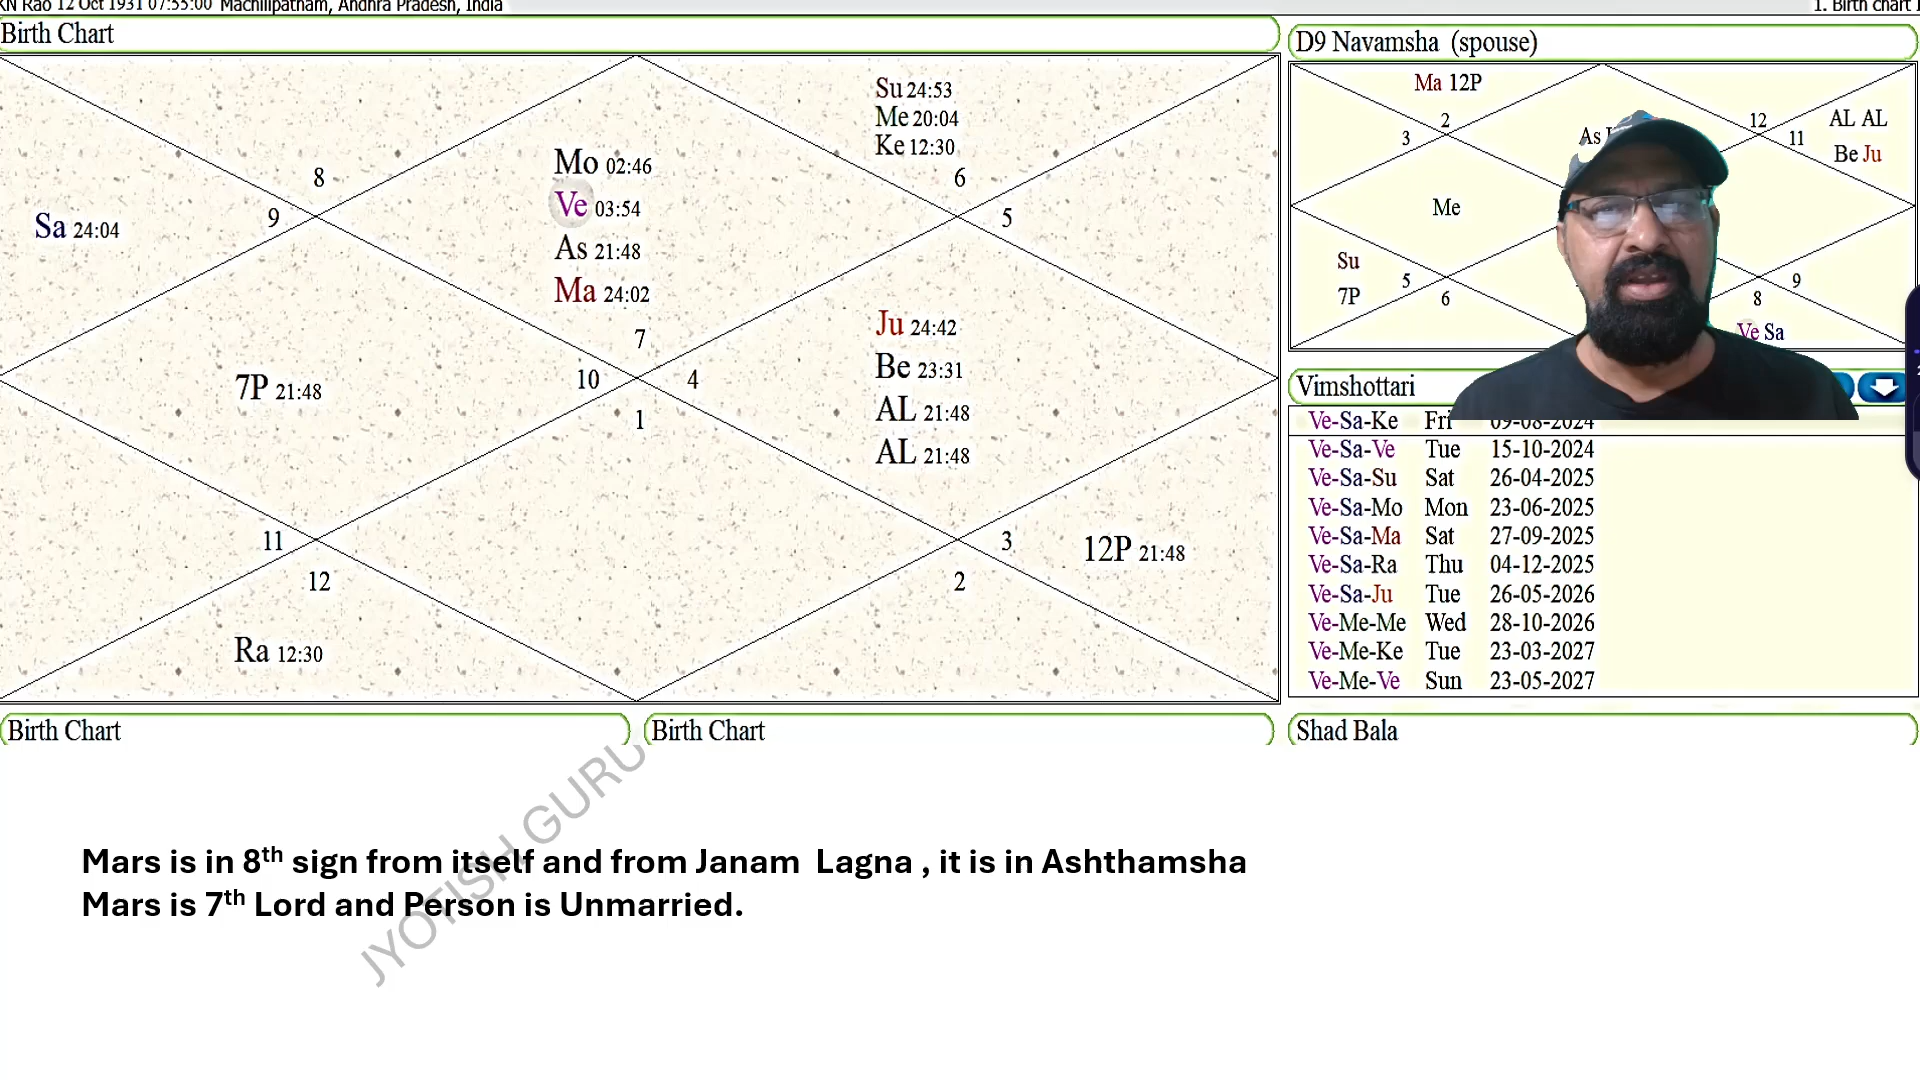 KN Rao 12 Oct 1931 07:55:00 Machilipatnam, Andhra Pradesh, India
1. Birth chart
Birth Chart
8
9
Sa 24:04
Mo 02:46
Ve 03:54
As 21:48
Ma 24:02
7
Su 24:53
Me 20:04
Ke 12:30
6
5
7P 21:48
10
4
1
Ju 24:42
Be 23:31
AL 21:48
AL 21:48
11
12
Ra 12:30
3
2
12P 21:48
D9 Navamsha (spouse)
Ma 12P
2
3
As
12
11
AL AL
Be Ju
Me
Su
7P
5
6
9
8
Ve Sa
Vimshottari
Ve-Sa-Ke Fri 09-08-2024
Ve-Sa-Ve Tue 15-10-2024
Ve-Sa-Su Sat 26-04-2025
Ve-Sa-Mo Mon 23-06-2025
Ve-Sa-Ma Sat 27-09-2025
Ve-Sa-Ra Thu 04-12-2025
Ve-Sa-Ju Tue 26-05-2026
Ve-Me-Me Wed 28-10-2026
Ve-Me-Ke Tue 23-03-2027
Ve-Me-Ve Sun 23-05-2027
Birth Chart
Birth Chart
Shad Bala
JYOTISH GURU
Mars is in 8th sign from itself and from Janam Lagna , it is in Ashthamsha
Mars is 7th Lord and Person is Unmarried.